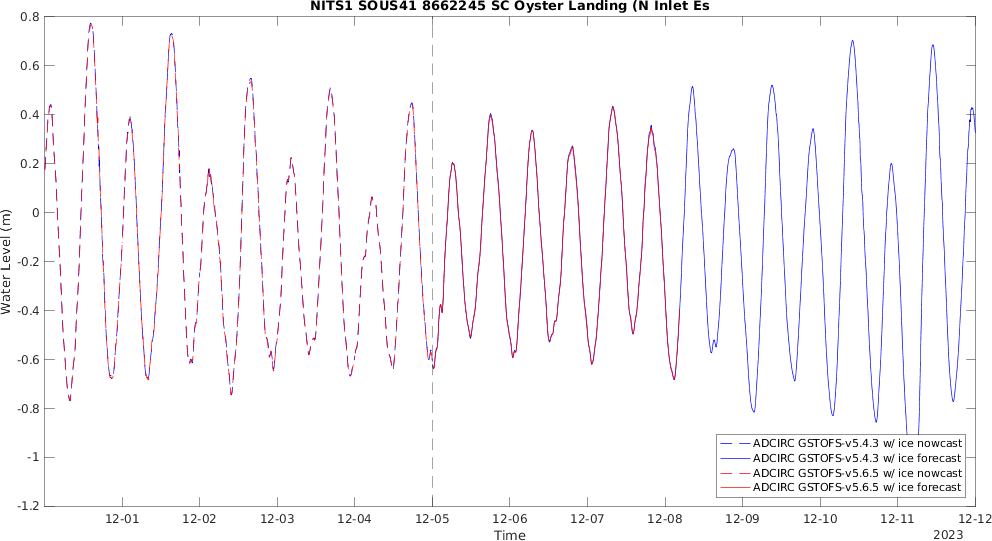 NITS1 SOUS41 8662245 SC Oyster Landing (N Inlet Es
0.8
0.6
0.4
0.2
0
-0.2
-0.4
-0.6
-0.8
-1
-1.2
Water Level (m)
ADCIRC GSTOFS-v5.4.3 w/ ice nowcast
ADCIRC GSTOFS-v5.4.3 w/ ice forecast
ADCIRC GSTOFS-v5.6.5 w/ ice nowcast
ADCIRC GSTOFS-v5.6.5 w/ ice forecast
12-01 12-02 12-03 12-04 12-05 12-06 12-07 12-08 12-09 12-10 12-11 12-12
Time
2023